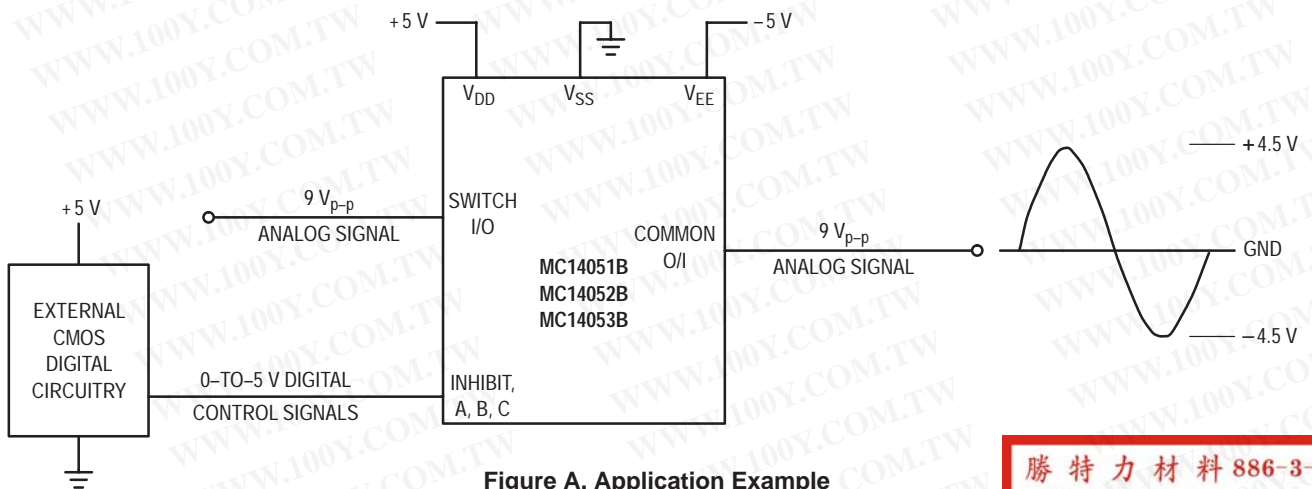 +5 V
–5 V
VDD
VSS
VEE
+4.5 V
+5 V
9 Vp–p
ANALOG SIGNAL
SWITCH
I/O
COMMON
O/I
9 Vp–p
ANALOG SIGNAL
GND
MC14051B
MC14052B
MC14053B
EXTERNAL
CMOS
DIGITAL
CIRCUITRY
–4.5 V
0–TO–5 V DIGITAL
CONTROL SIGNALS
INHIBIT,
A, B, C
Figure A. Application Example
勝特力材料 886-3-
WWW.100Y.COM.TW